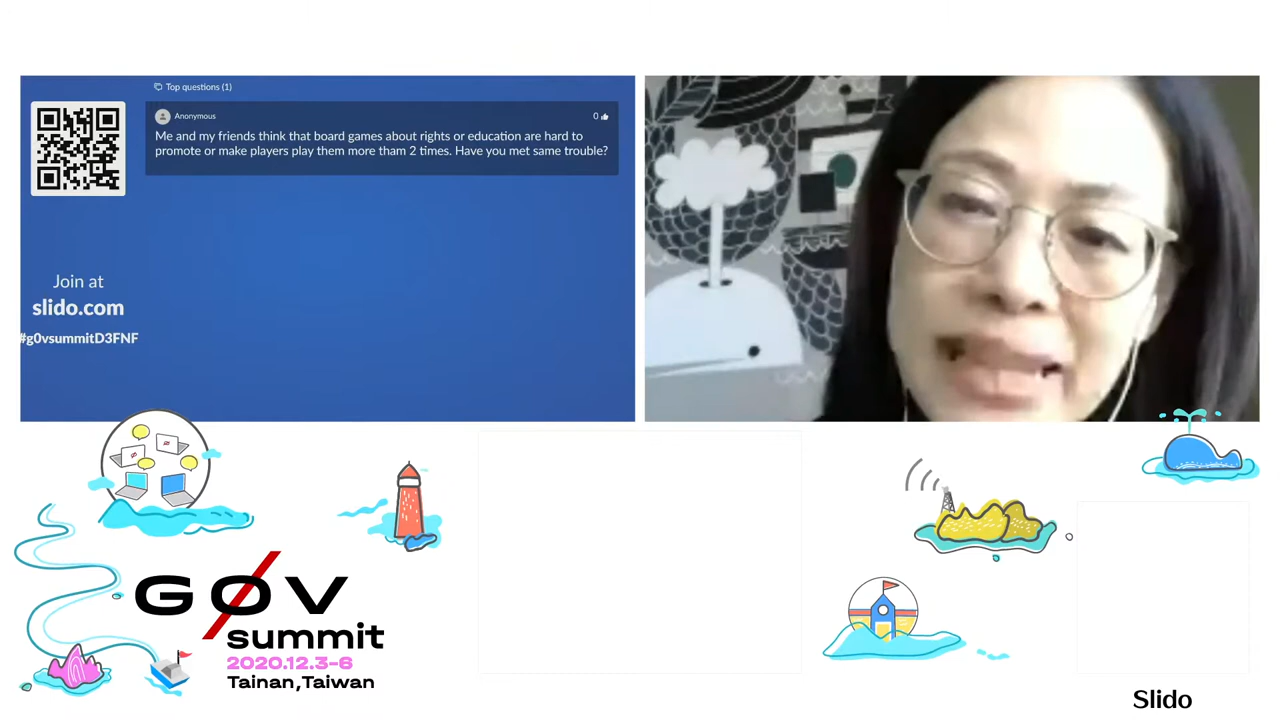 Top questions (1)
Anonymous
0
Me and my friends think that board games about rights or education are hard to
promote or make players play them more tham 2 times. Have you met same trouble?
Join at
slido.com
#g0vsummitD3FNF
GØV
summit
2020.12.3-6
Tainan,Taiwan
Slido